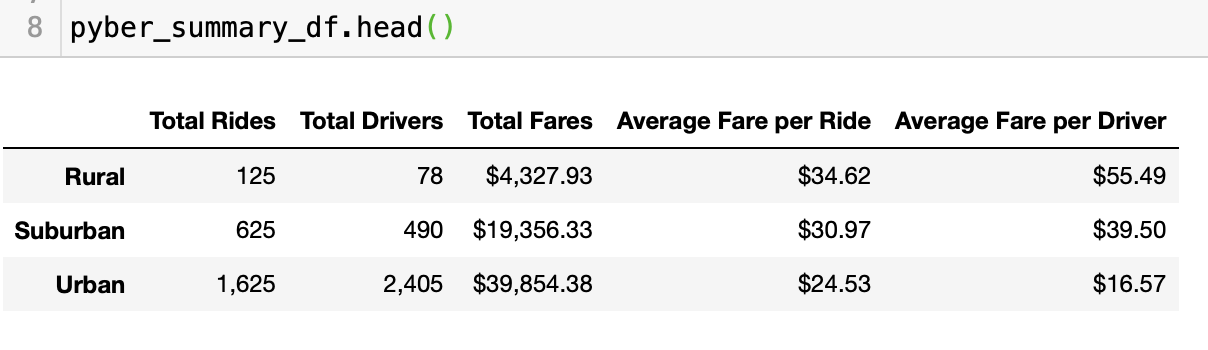 8 pyber_summary_df.head()
Total Rides Total Drivers Total Fares Average Fare per Ride Average Fare per Driver
Rural 125 78 $4,327.93 $34.62 $55.49
Suburban 625 490 $19,356.33 $30.97 $39.50
Urban 1,625 2,405 $39,854.38 $24.53 $16.57